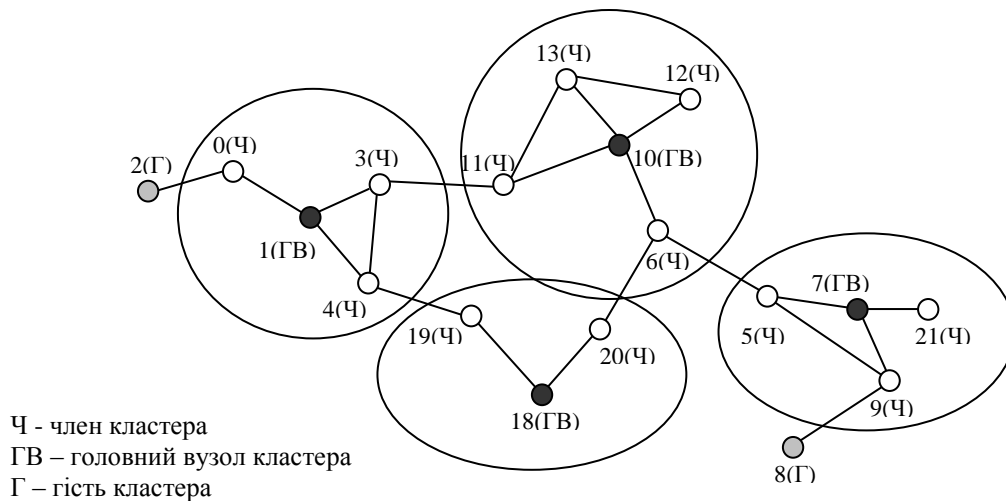 13(Ч)
12(Ч)
0(Ч)
3(Ч)
2(Г)
11(Ч)
10(ГВ)
1(ГВ)
6(Ч)
7(ГВ)
4(Ч)
19(Ч)
20(Ч)
5(Ч)
21(Ч)
18(ГВ)
9(Ч)
8(Г)
Ч - член кластера
ГВ – головний вузол кластера
Г – гість кластера